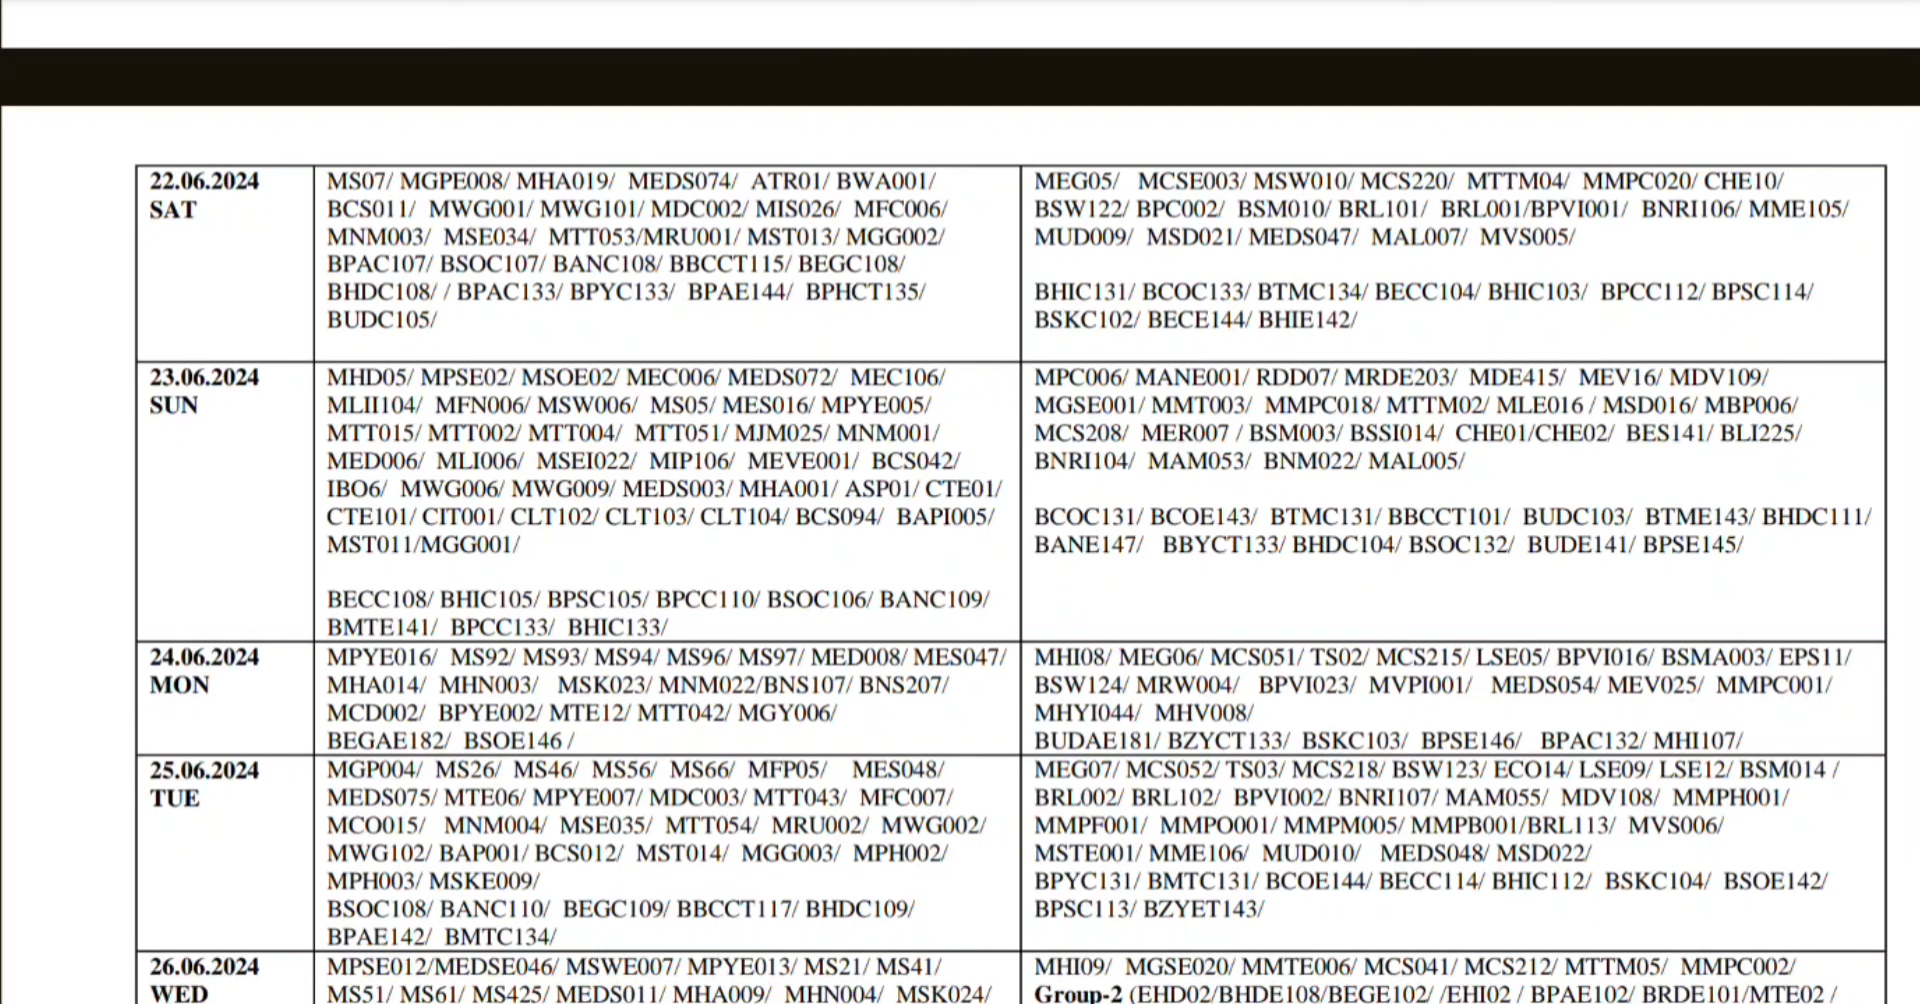 22.06.2024
SAT
MS07/ MGPE008/ MHA019/ MEDS074/ ATR01/ BWA001/
BCS011/ MWG001/ MWG101/ MDC002/ MIS026/ MFC006/
MNM003/ MSE034/ MTT053/MRU001/ MST013/ MGG002/
BPAC107/ BSOC107/ BANC108/ BBCCT115/ BEGC108/
BHDC108/ / BPAC133/ BPYC133/ BPAE144/ BPHCT135/
BUDC105/
MEG05/ MCSE003/ MSW010/ MCS220/ MTTM04/ MMPC020/ CHE10/
BSW122/ BPC002/ BSM010/ BRL101/ BRL001/BPVI001/ BNRI106/ MME105/
MUD009/ MSD021/ MEDS047/ MAL007/ MVS005/
BHIC131/ BCOC133/ BTMC134/ BECC104/ BHIC103/ BPCC112/ BPSC114/
BSKC102/ BECE144/ BHIE142/
23.06.2024
SUN
MHD05/ MPSE02/ MSOE02/ MEC006/ MEDS072/ MEC106/
MLII104/ MFN006/ MSW006/ MS05/ MES016/ MPYE005/
MTT015/ MTT002/ MTT004/ MTT051/ MJM025/ MNM001/
MED006/ MLI006/ MSEI022/ MIP106/ MEVE001/ BCS042/
IBO6/ MWG006/ MWG009/ MEDS003/ MHA001/ ASP01/ CTE01/
CTE101/ CIT001/ CLT102/ CLT103/ CLT104/ BCS094/ BAPI005/
MST011/MGG001/
BECC108/ BHIC105/ BPSC105/ BPCC110/ BSOC106/ BANC109/
BMTE141/ BPCC133/ BHIC133/
MPC006/ MANE001/ RDD07/ MRDE203/ MDE415/ MEV16/ MDV109/
MGSE001/ MMT003/ MMPC018/ MTTM02/ MLE016 / MSD016/ MBP006/
MCS208/ MER007 / BSM003/ BSSI014/ CHE01/CHE02/ BES141/ BLI225/
BNRI104/ MAM053/ BNM022/ MAL005/
BCOC131/ BCOE143/ BTMC131/ BBCCT101/ BUDC103/ BTME143/ BHDC111/
BANE147/ BBYCT133/ BHDC104/ BSOC132/ BUDE141/ BPSE145/
24.06.2024
MON
MPYE016/ MS92/ MS93/ MS94/ MS96/ MS97/ MED008/ MES047/
MHA014/ MHN003/ MSK023/ MNM022/BNS107/ BNS207/
MCD002/ BPYE002/ MTE12/ MTT042/ MGY006/
BEGAE182/ BSOE146 /
MHI08/ MEG06/ MCS051/ TS02/ MCS215/ LSE05/ BPVI016/ BSMA003/ EPS11/
BSW124/ MRW004/ BPVI023/ MVPI001/ MEDS054/ MEV025/ MMPC001/
MHYI044/ MHV008/
BUDAE181/ BZYCT133/ BSKC103/ BPSE146/ BPAC132/ MHI107/
25.06.2024
TUE
MGP004/ MS26/ MS46/ MS56/ MS66/ MFP05/ MES048/
MEDS075/ MTE06/ MPYE007/ MDC003/ MTT043/ MFC007/
MCO015/ MNM004/ MSE035/ MTT054/ MRU002/ MWG002/
MWG102/ BAP001/ BCS012/ MST014/ MGG003/ MPH002/
MPH003/ MSKE009/
BSOC108/ BANC110/ BEGC109/ BBCCT117/ BHDC109/
BPAE142/ BMTC134/
MEG07/ MCS052/ TS03/ MCS218/ BSW123/ ECO14/ LSE09/ LSE12/ BSM014 /
BRL002/ BRL102/ BPVI002/ BNRI107/ MAM055/ MDV108/ MMPH001/
MMPF001/ MMPO001/ MMPM005/ MMPB001/BRL113/ MVS006/
MSTE001/ MME106/ MUD010/ MEDS048/ MSD022/
BPYC131/ BMTC131/ BCOE144/ BECC114/ BHIC112/ BSKC104/ BSOE142/
BPSC113/ BZYET143/
26.06.2024
WED
MPSE012/MEDSE046/ MSWE007/ MPYE013/ MS21/ MS41/
MS51/ MS61/ MS425/ MEDS011/ MHA009/ MHN004/ MSK024/
MHI09/ MGSE020/ MMTE006/ MCS041/ MCS212/ MTTM05/ MMPC002/
Group-2 (EHD02/BHDE108/BEGE102/ /EHI02 / BPAE102/ BRDE101/MTE02 /